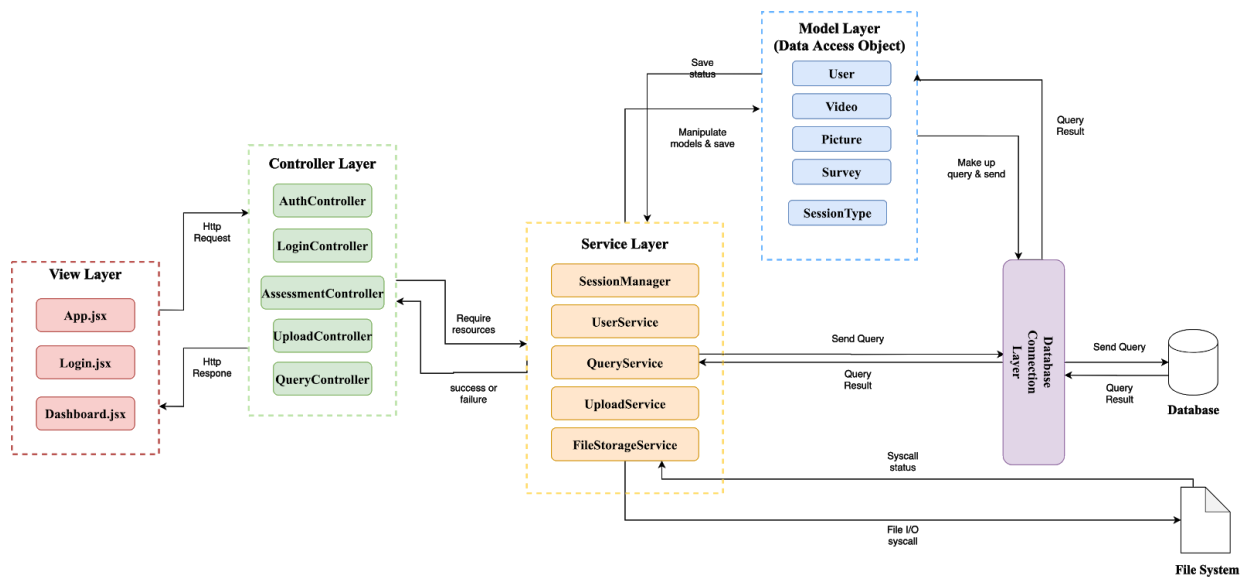 View Layer
App.jsx
Login.jsx
Dashboard.jsx
Http
Request
Http
Respone
Controller Layer
AuthController
LoginController
AssessmentController
UploadController
QueryController
Require
resources
success or
failure
Service Layer
SessionManager
UserService
QueryService
UploadService
FileStorageService
Save
status
Manipulate
models & save
Model Layer
(Data Access Object)
User
Video
Picture
Survey
SessionType
Query
Result
Make up
query & send
Send Query
Query
Result
Database
Connection
Layer
Send Query
Query
Result
Database
Syscall
status
File I/O
syscall
File System